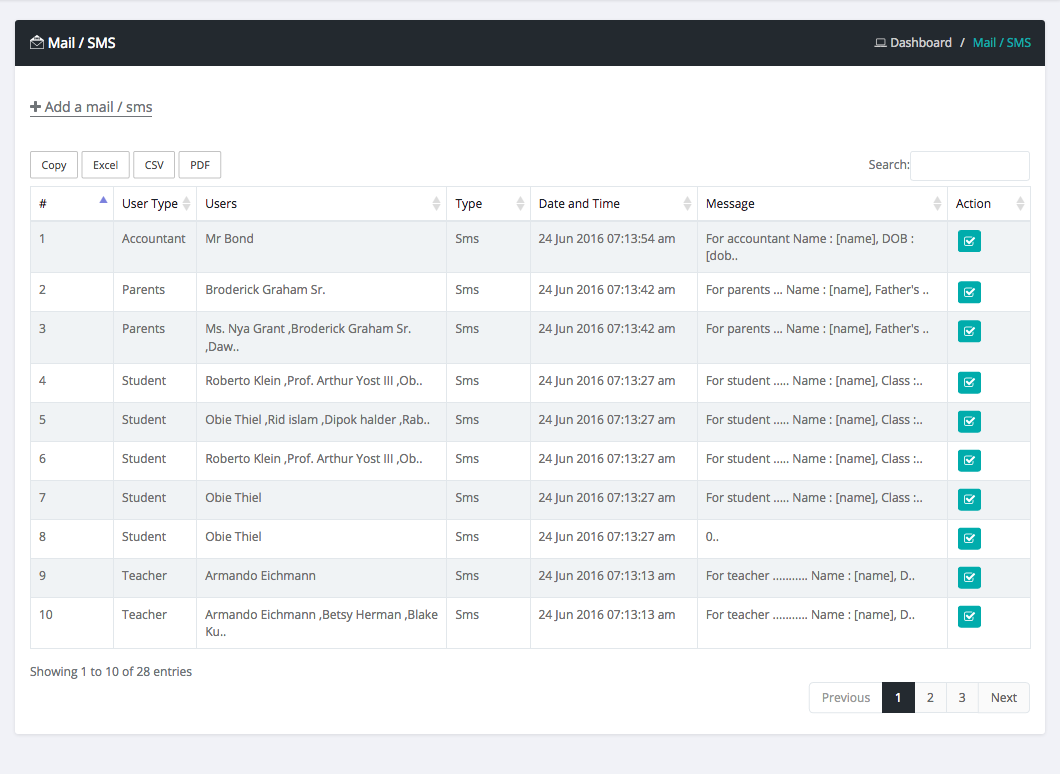 Mail / SMS
Dashboard / Mail / SMS
Add a mail / sms
Copy Excel CSV PDF Search:
# User Type Users Type Date and Time Message Action
1 Accountant Mr Bond Sms 24 Jun 2016 07:13:54 am For accountant Name : [name], DOB :
[dob..
2 Parents Broderick Graham Sr. Sms 24 Jun 2016 07:13:42 am For parents ... Name : [name], Father's ..
3 Parents Ms. Nya Grant ,Broderick Graham Sr. Sms 24 Jun 2016 07:13:42 am For parents ... Name : [name], Father's ..
,Daw..
4 Student Roberto Klein ,Prof. Arthur Yost III ,Ob.. Sms 24 Jun 2016 07:13:27 am For student ..... Name : [name], Class :..
5 Student Obie Thiel ,Rid islam ,Dipok halder ,Rab.. Sms 24 Jun 2016 07:13:27 am For student ..... Name : [name], Class :..
6 Student Roberto Klein ,Prof. Arthur Yost III ,Ob.. Sms 24 Jun 2016 07:13:27 am For student ..... Name : [name], Class :..
7 Student Obie Thiel Sms 24 Jun 2016 07:13:27 am For student ..... Name : [name], Class :..
8 Student Obie Thiel Sms 24 Jun 2016 07:13:27 am 0..
9 Teacher Armando Eichmann Sms 24 Jun 2016 07:13:13 am For teacher ........... Name : [name], D..
10 Teacher Armando Eichmann ,Betsy Herman ,Blake Sms 24 Jun 2016 07:13:13 am For teacher ........... Name : [name], D..
Ku..
Showing 1 to 10 of 28 entries
Previous 1 2 3 Next